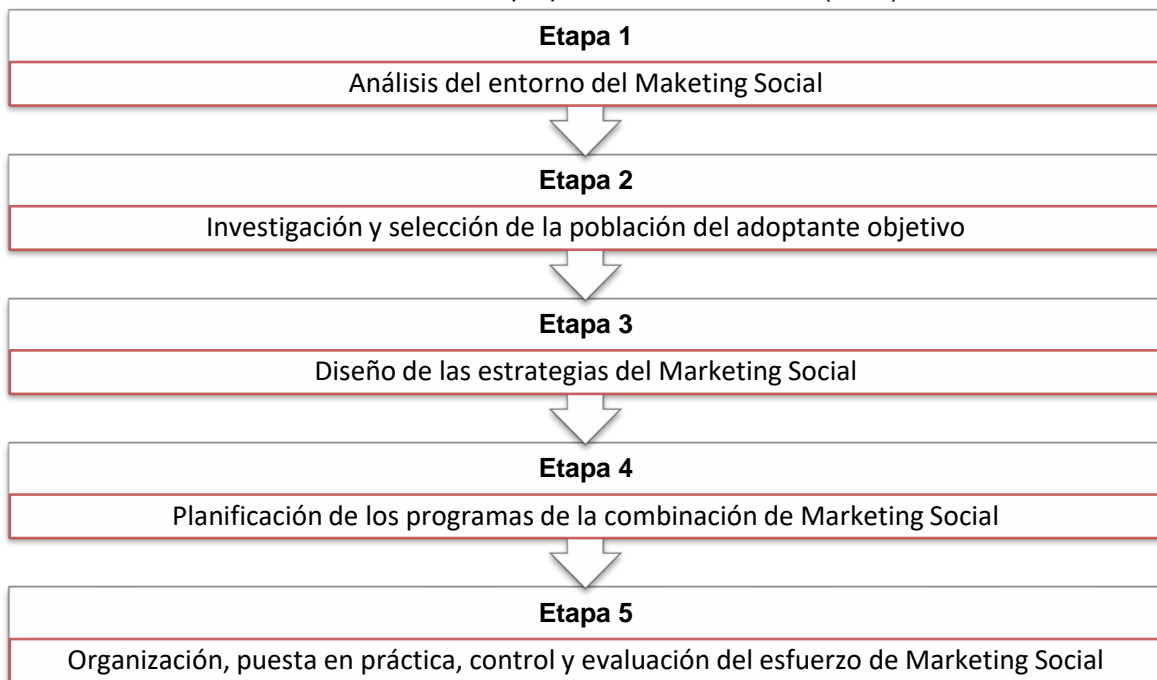 Etapa 1
Análisis del entorno del Maketing Social
Etapa 2
Investigación y selección de la población del adoptante objetivo
Etapa 3
Diseño de las estrategias del Marketing Social
Etapa 4
Planificación de los programas de la combinación de Marketing Social
Etapa 5
Organización, puesta en práctica, control y evaluación del esfuerzo de Marketing Social